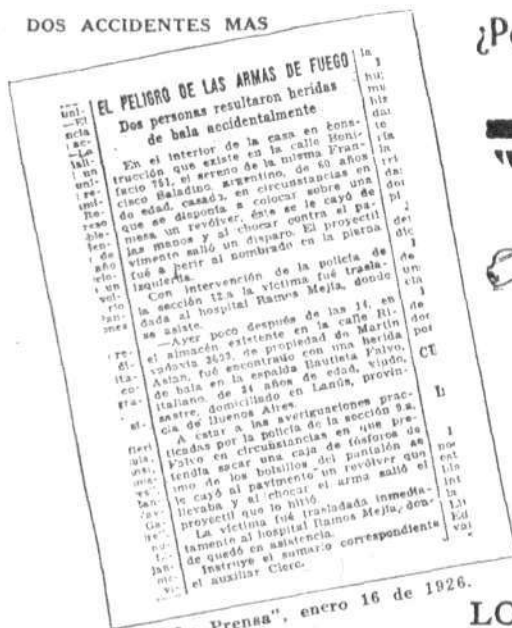 DOS ACCIDENTES MAS
EL PELIGRO DE LAS ARMAS DE FUEGO
Dos personas resultaron heridas
de bala accidentalmente
En el interior de la casa en cons-
trucción que existe en la calle Boni-
facio 751, el sereno de la misma Fran-
cisco Saladino, argentino, de 60 años
de edad, casado, en circunstancias en
que se disponía a colocar sobre una
mesa un revólver, éste se le cayó de
las manos y al chocar contra el pa-
vimento salió un disparo. El proyectil
fué a herir al nombrado en la pierna
izquierda.
Con intervención de la policía de
la sección 12.a la víctima fué trasla-
dada al hospital Ramos Mejía, donde
se asiste.
—Ayer poco después de las 14, en
el almacén existente en la calle Ri-
vadavia de propiedad de Martín
Aslan, fué encontrado con una herida
de bala en la espalda Bautista Falvo,
italiano, de 34 años de edad, viudo,
sastre, domiciliado en Lanús, provin-
cia de Buenos Aires.
A estar a las averiguaciones prac-
ticadas por la policía de la sección 9.a,
Falvo en circunstancias en que pre-
tendía sacar una caja de fósforos de
uno de los bolsillos del pantalón se
le cayó al pavimento un revólver que
llevaba y al chocar el arma salió el
proyectil que lo hirió.
La víctima fué trasladada inmedia-
tamente al hospital Ramos Mejía, don-
de quedó en asistencia.
Instruye el sumario correspondiente
el auxiliar Clerc.
Prensa", enero 16 de 1926.
¿P
LO